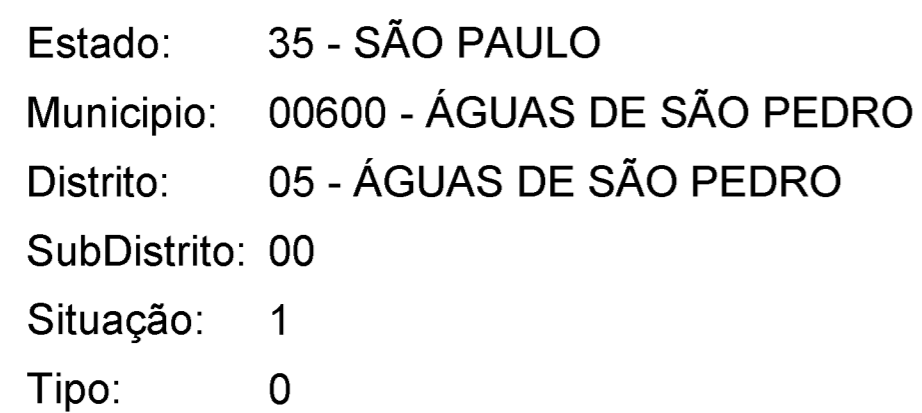 Estado: 35 - SÃO PAULO
Municipio: 00600 - ÁGUAS DE SÃO PEDRO
Distrito: 05 - ÁGUAS DE SÃO PEDRO
SubDistrito: 00
Situação: 1
Tipo: 0